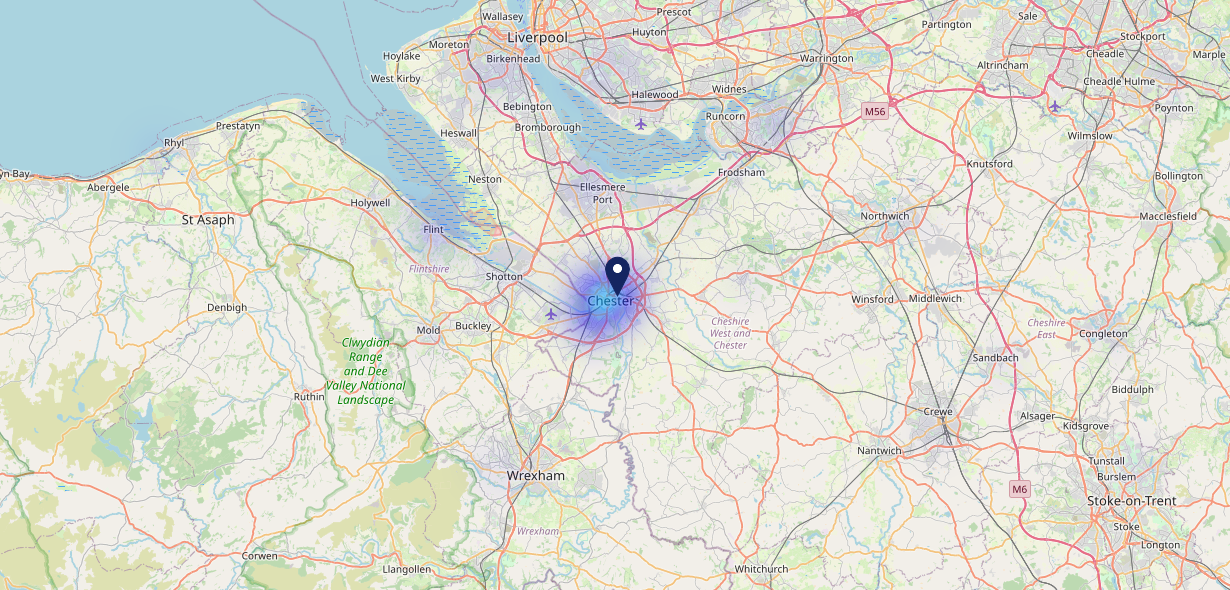 Wallasey
Prescot
Partington
Sale
Liverpool
Huyton
Stockport
Moreton
Hoylake
Birkenhead
Warrington
Cheadle
Marple
Altrincham
West Kirby
Cheadle Hulme
Halewood
Widnes
Bebington
M56
Poynton
Runcorn
Prestatyn
Heswall
Bromborough
Wilmslow
Rhyl
Knutsford
yn-Bay
Abergele
Neston
Ellesmere
Port
Frodsham
Bollington
Holywell
St Asaph
Flint
Northwich
Macclesfield
Flintshire
Shotton
Denbigh
Chester
Winsford
Middlewich
Mold
Buckley
Cheshire
West and
Chester
Cheshire
East
Congleton
Clwydian
Range
and Dee
Valley National
Landscape
Sandbach
Ruthin
Biddulph
Crewe
Alsager
Kidsgrove
Nantwich
Tunstall
Wrexham
Burslem
M6
Stoke-on-Trent
Stoke
Wrexham
Longton
Corwen
Llangollen
Whitchurch